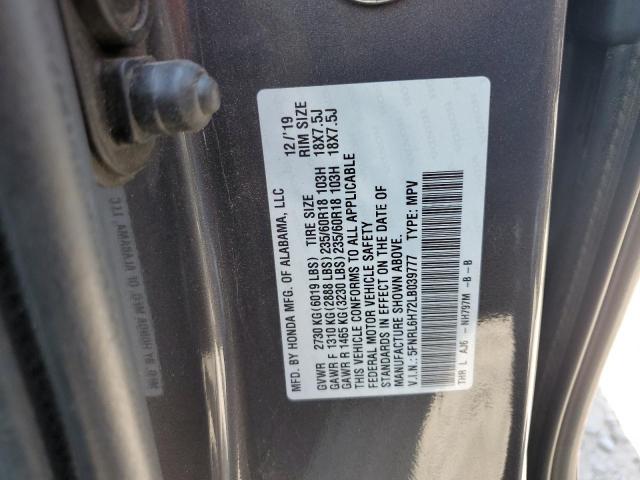 MFD. BY HONDA MFG. OF ALABAMA, LLC 12/'19
GVWR 2730 KG(6019 LBS) TIRE SIZE RIM SIZE
GAWR F 1310 KG(2888 LBS) 235/60R18 103H 18X7.5J
GAWR R 1465 KG(3230 LBS) 235/60R18 103H 18X7.5J
THIS VEHICLE CONFORMS TO ALL APPLICABLE
FEDERAL MOTOR VEHICLE SAFETY
STANDARDS IN EFFECT ON THE DATE OF
MANUFACTURE SHOWN ABOVE.
V.I.N.: 5FNRL6H72LB039777 TYPE: MPV
THR L AJ6 -NH797M -B -B